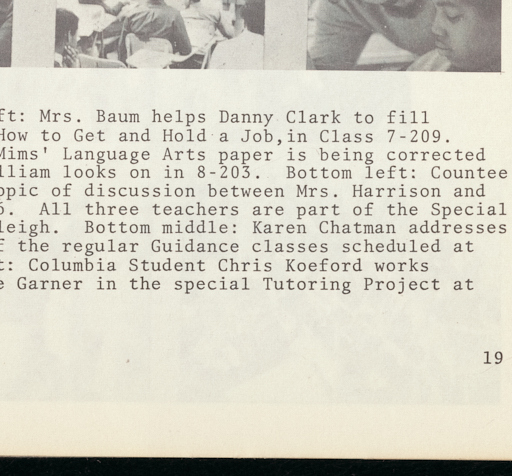 ft: Mrs. Baum helps Danny Clark to fill
How to Get and Hold a Job,in Class 7-209.
Mims' Language Arts paper is being corrected
lliam looks on in 8-203.  Bottom left: Countee
opic of discussion between Mrs. Harrison and
6.  All three teachers are part of the Special
leigh.  Bottom middle: Karen Chatman addresses
f the regular Guidance classes scheduled at
t: Columbia Student Chris Koeford works
e Garner in the special Tutoring Project at
19